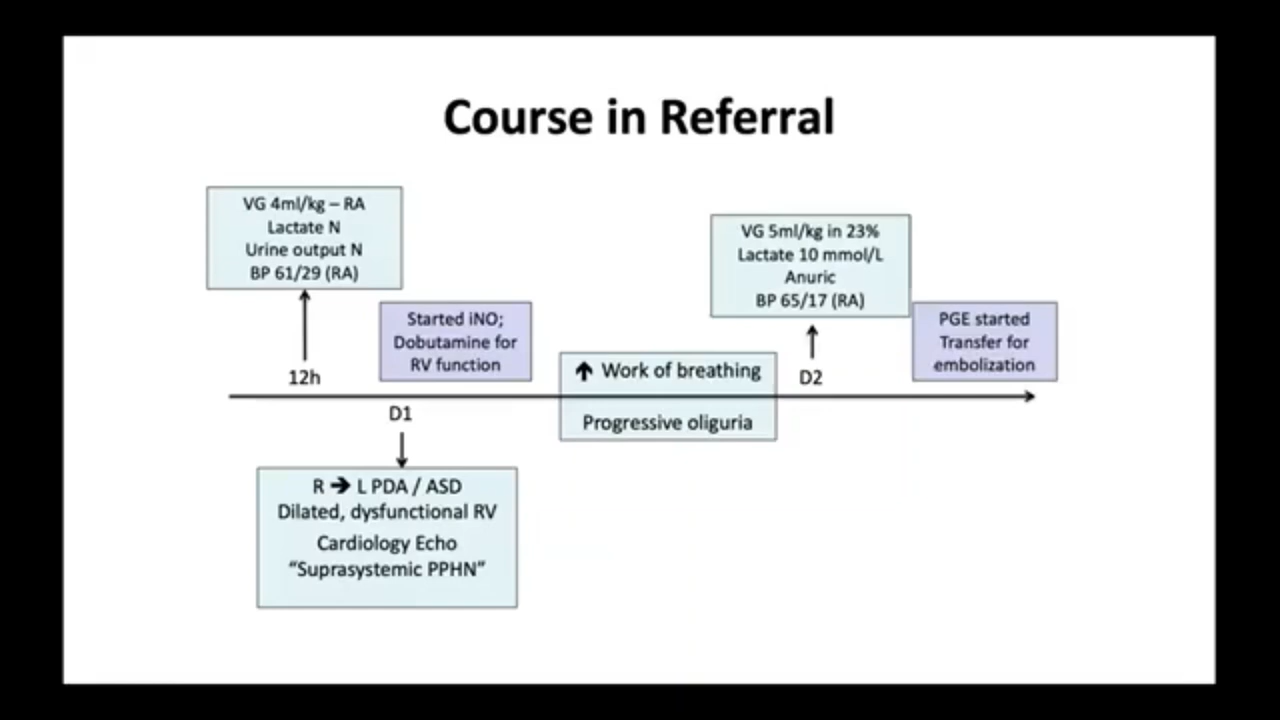 Course in Referral
VG 4ml/kg – RA
Lactate N
Urine output N
BP 61/29 (RA)
12h
Started iNO;
Dobutamine for
RV function
D1
R 🡪 L PDA / ASD
Dilated, dysfunctional RV
Cardiology Echo
“Suprasystemic PPHN”
🡩 Work of breathing
Progressive oliguria
VG 5ml/kg in 23%
Lactate 10 mmol/L
Anuric
BP 65/17 (RA)
D2
PGE started
Transfer for
embolization